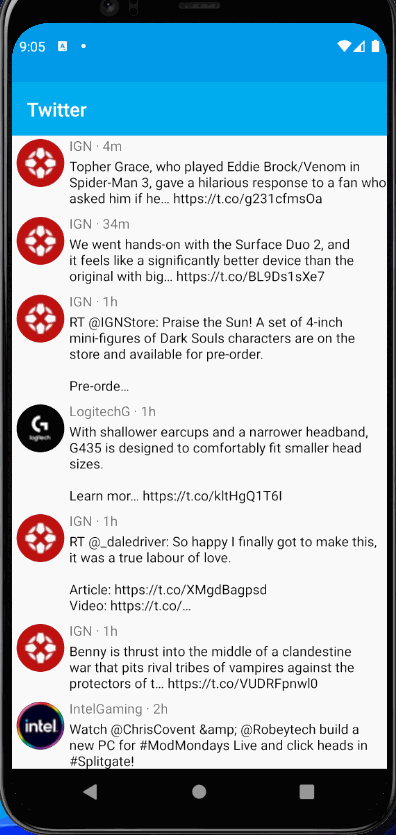 9:05
Twitter
IGN · 4m
Topher Grace, who played Eddie Brock/Venom in
Spider-Man 3, gave a hilarious response to a fan who
asked him if he… https://t.co/g231cfmsOa
IGN · 34m
We went hands-on with the Surface Duo 2, and
it feels like a significantly better device than the
original with big… https://t.co/BL9Ds1sXe7
IGN · 1h
RT @IGNStore: Praise the Sun! A set of 4-inch
mini-figures of Dark Souls characters are on the
store and available for pre-order.
Pre-orde…
LogitechG · 1h
logitech
With shallower earcups and a narrower headband,
G435 is designed to comfortably fit smaller head
sizes.
Learn mor… https://t.co/kltHgQ1T6I
IGN · 1h
RT @_daledriver: So happy I finally got to make this,
it was a true labour of love.
Article: https://t.co/XMgdBagpsd
Video: https://t.co/…
IGN · 1h
Benny is thrust into the middle of a clandestine
war that pits rival tribes of vampires against the
protectors of t… https://t.co/VUDRFpnwl0
IntelGaming · 2h
intel
Watch @ChrisCovent &amp; @Robeytech build a
new PC for #ModMondays Live and click heads in
#Splitgate!